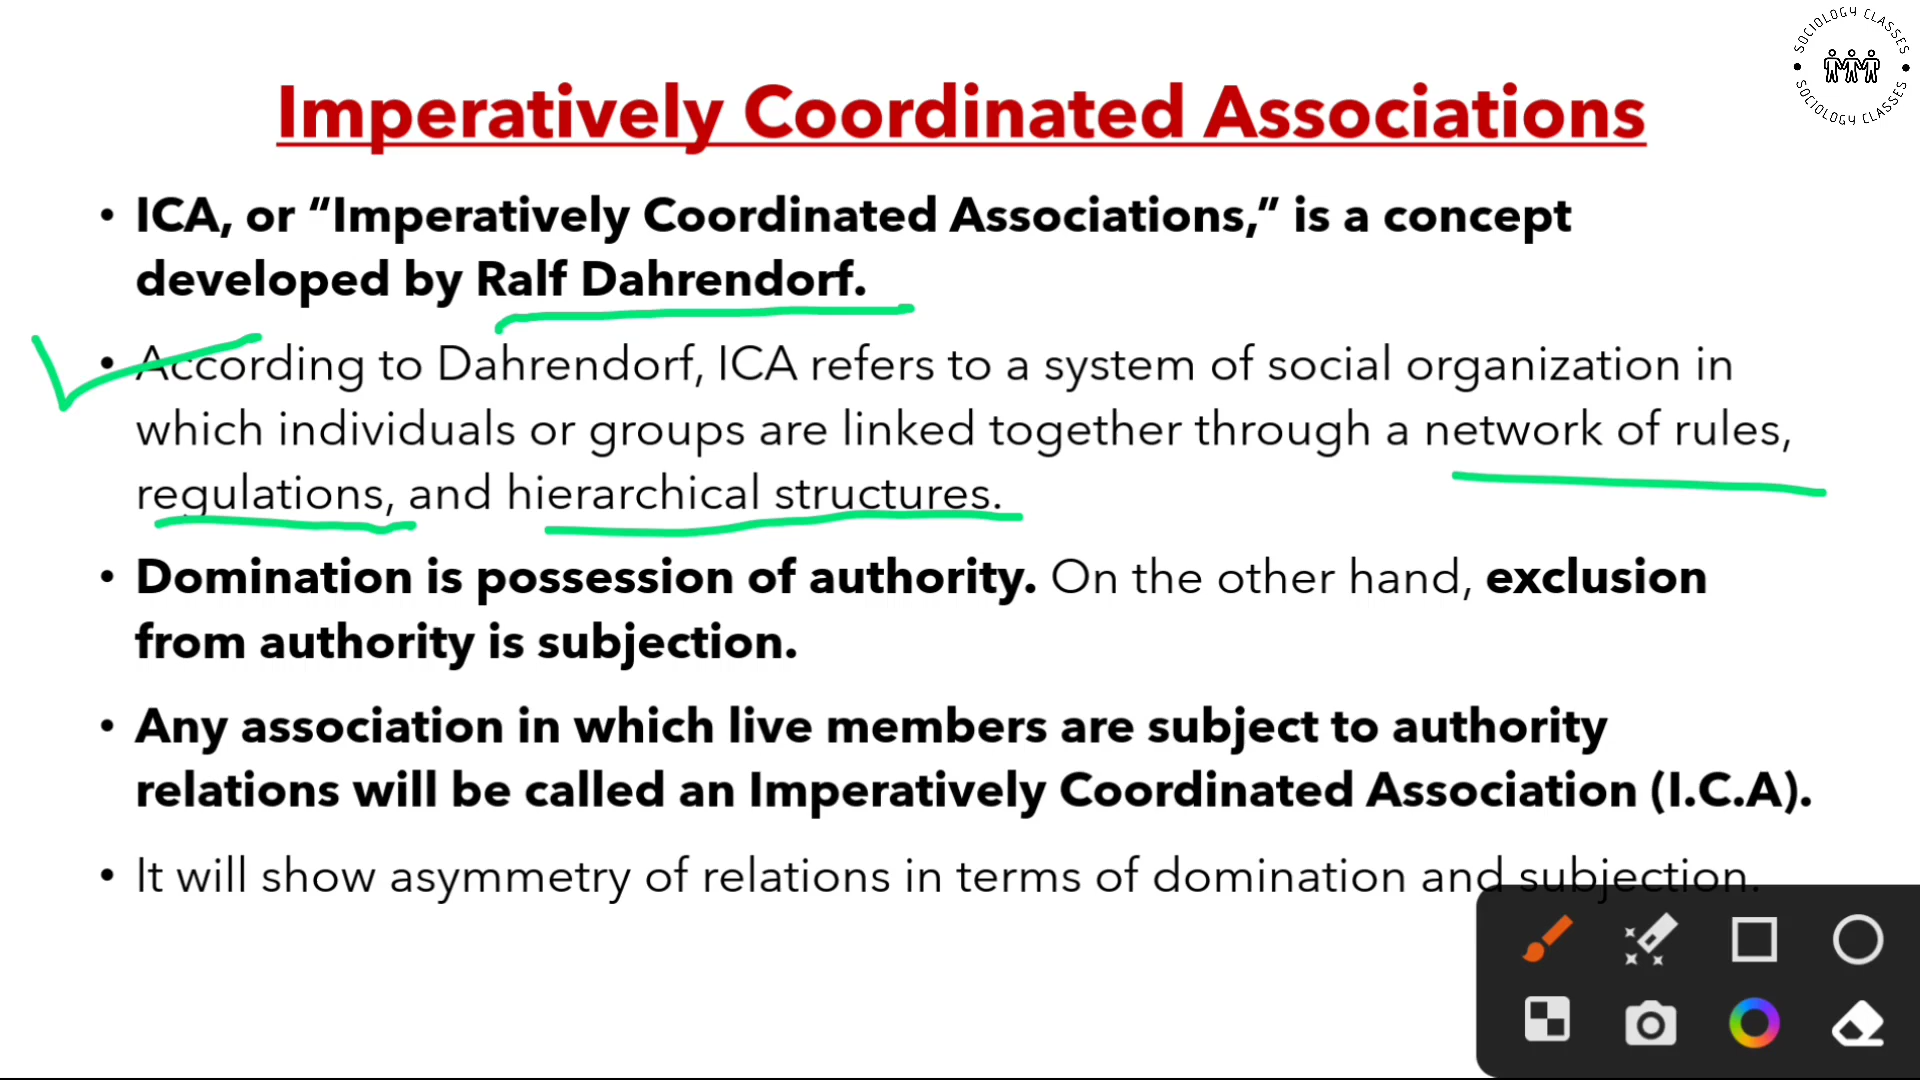 SOCIOLOGY CLASSES
SOCIOLOGY CLASSES
Imperatively Coordinated Associations
• ICA, or “Imperatively Coordinated Associations,” is a concept
developed by Ralf Dahrendorf.
• According to Dahrendorf, ICA refers to a system of social organization in
which individuals or groups are linked together through a network of rules,
regulations, and hierarchical structures.
• Domination is possession of authority. On the other hand, exclusion
from authority is subjection.
• Any association in which live members are subject to authority
relations will be called an Imperatively Coordinated Association (I.C.A).
• It will show asymmetry of relations in terms of domination and subjection.